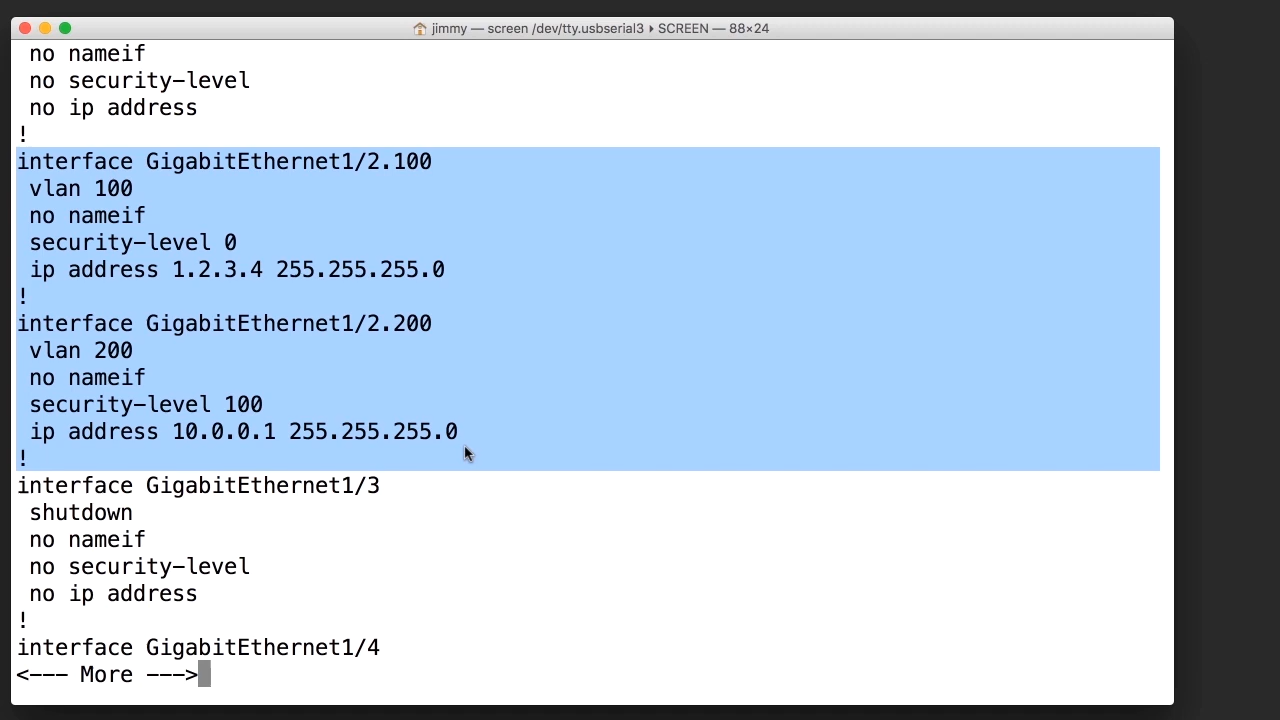 jimmy — screen /dev/tty.usbserial3 ▸ SCREEN — 88×24
no nameif
no security-level
no ip address
!
interface GigabitEthernet1/2.100
vlan 100
no nameif
security-level 0
ip address 1.2.3.4 255.255.255.0
!
interface GigabitEthernet1/2.200
vlan 200
no nameif
security-level 100
ip address 10.0.0.1 255.255.255.0
!
interface GigabitEthernet1/3
shutdown
no nameif
no security-level
no ip address
!
interface GigabitEthernet1/4
<--- More --->